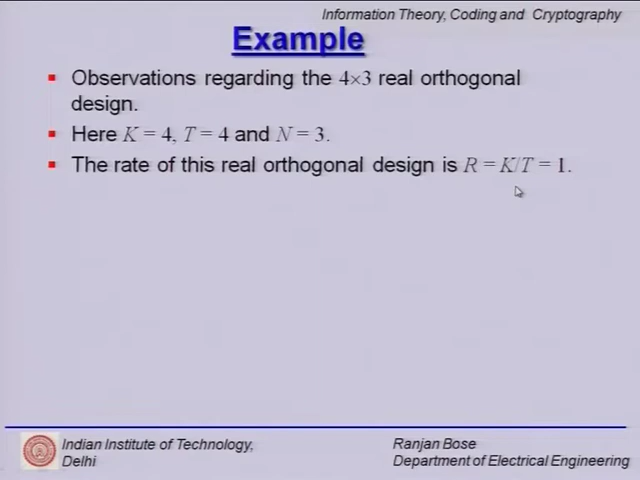 Information Theory, Coding and Cryptography
Example
Observations regarding the 4×3 real orthogonal
design.
Here K = 4, T = 4 and N = 3.
The rate of this real orthogonal design is R = K/T = 1.
Indian Institute of Technology,
Delhi
Ranjan Bose
Department of Electrical Engineering